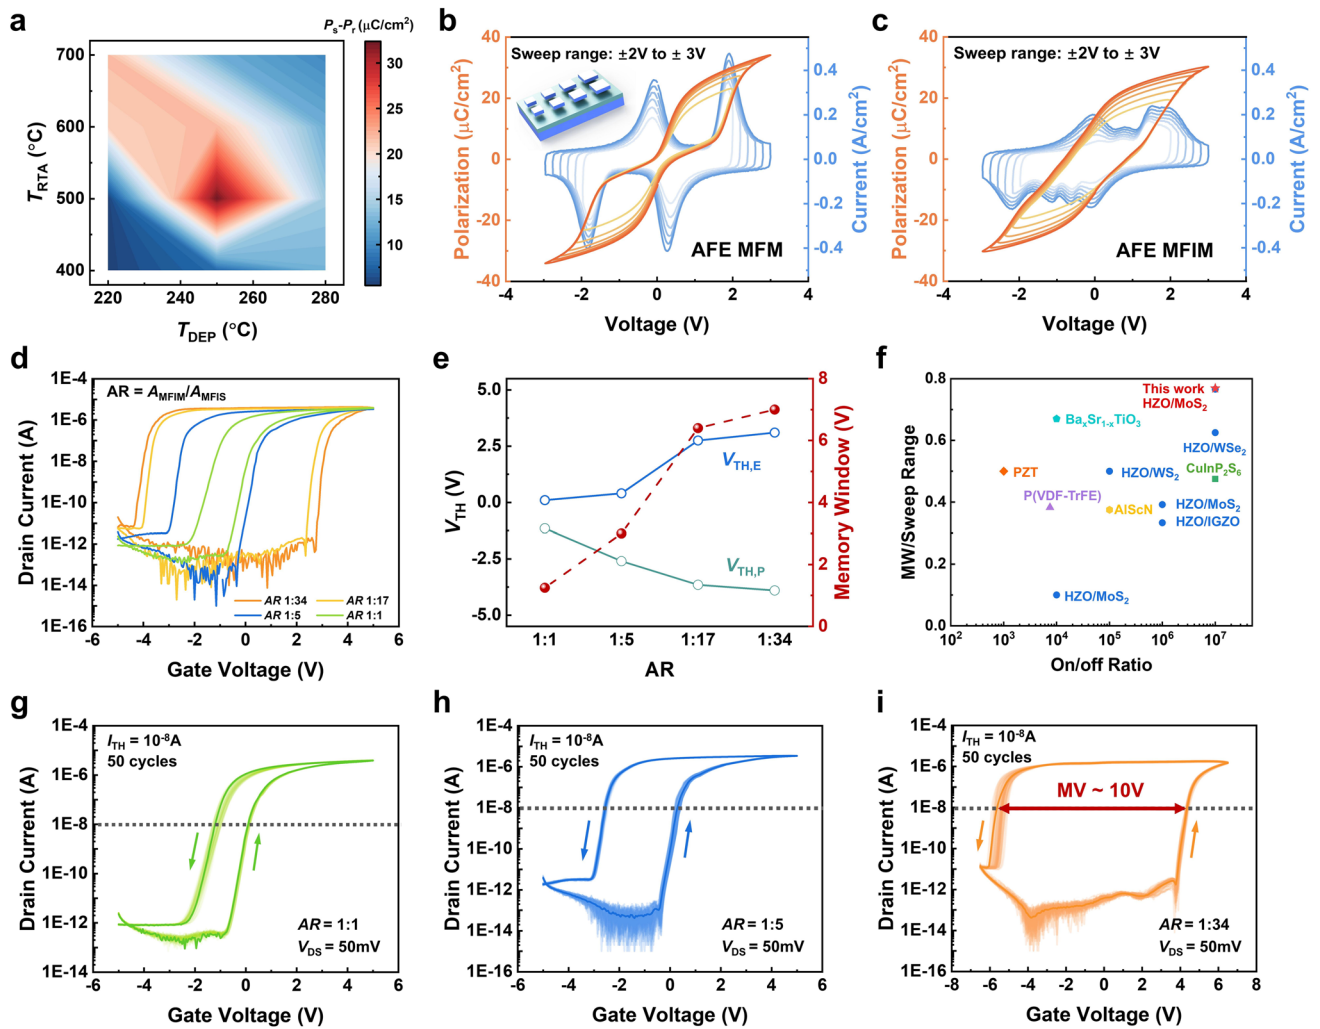 a
Ps-Pr (μC/cm²)
700
600
500
400
TRTA (°C)
220
240
260
280
TDEP (°C)
30
25
20
15
10
b
Sweep range: ±2V to ± 3V
AFE MFM
40
20
0
-20
-40
Polarization (μC/cm²)
0.4
0.2
0.0
-0.2
-0.4
Current (A/cm²)
-4
-2
0
2
4
Voltage (V)
c
Sweep range: ±2V to ± 3V
AFE MFIM
40
20
0
-20
-40
Polarization (μC/cm²)
0.4
0.2
0.0
-0.2
-0.4
Current (A/cm²)
-4
-2
0
2
4
Voltage (V)
d
AR = AMFIM/AMFIS
1E-4
1E-6
1E-8
1E-10
1E-12
1E-14
1E-16
Drain Current (A)
AR 1:34
AR 1:17
AR 1:5
AR 1:1
-6
-4
-2
0
2
4
6
Gate Voltage (V)
e
5.0
2.5
0.0
-2.5
-5.0
VTH (V)
VTH,E
VTH,P
8
6
4
2
0
Memory Window (V)
1:1
1:5
1:17
1:34
AR
f
0.8
0.6
0.4
0.2
0.0
MW/Sweep Range
This work
HZO/MoS2
BaxSr1-xTiO3
HZO/WSe2
PZT
HZO/WS2
CuInP2S6
P(VDF-TrFE)
AlScN
HZO/MoS2
HZO/IGZO
HZO/MoS2
10²
10³
10⁴
10⁵
10⁶
10⁷
On/off Ratio
g
ITH = 10⁻⁸A
50 cycles
1E-4
1E-6
1E-8
1E-10
1E-12
1E-14
Drain Current (A)
AR = 1:1
VDS = 50mV
-6
-4
-2
0
2
4
6
Gate Voltage (V)
h
ITH = 10⁻⁸A
50 cycles
1E-4
1E-6
1E-8
1E-10
1E-12
1E-14
1E-16
Drain Current (A)
AR = 1:5
VDS = 50mV
-6
-4
-2
0
2
4
6
Gate Voltage (V)
i
ITH = 10⁻⁸A
50 cycles
MV ~ 10V
1E-4
1E-6
1E-8
1E-10
1E-12
1E-14
1E-16
Drain Current (A)
AR = 1:34
VDS = 50mV
-8
-6
-4
-2
0
2
4
6
8
Gate Voltage (V)